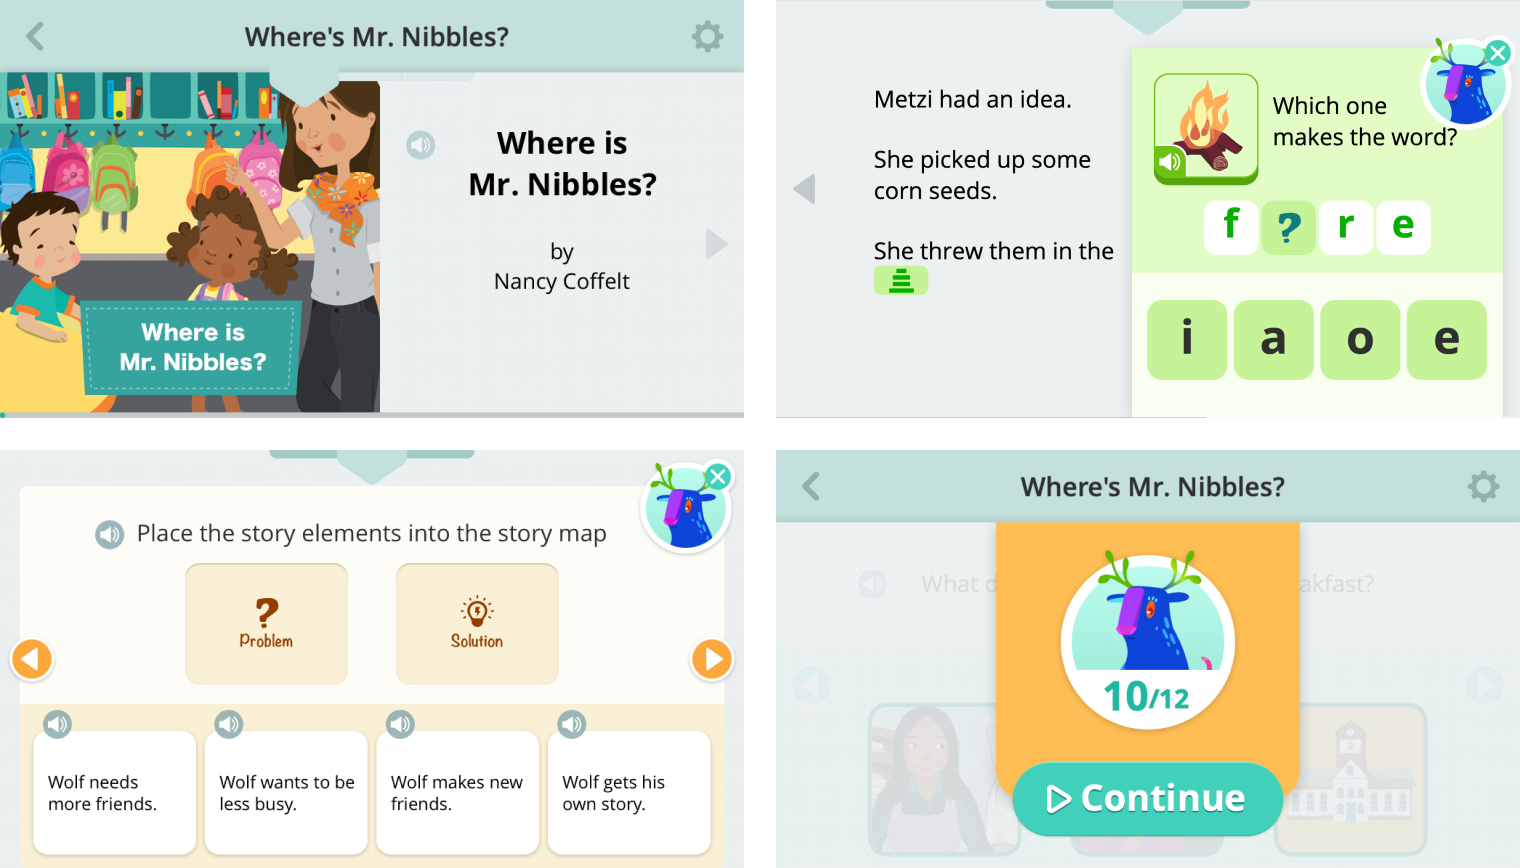 Where's Mr. Nibbles?
Where is
Mr. Nibbles?
by
Nancy Coffelt
Where is
Mr. Nibbles?
Metzi had an idea.
She picked up some
corn seeds.
She threw them in the
Which one
makes the word?
f ? r e
i a o e
Place the story elements into the story map
?
Problem
Solution
Wolf needs
more friends.
Wolf wants to be
less busy.
Wolf makes new
friends.
Wolf gets his
own story.
Where's Mr. Nibbles?
What
10/12
Continue